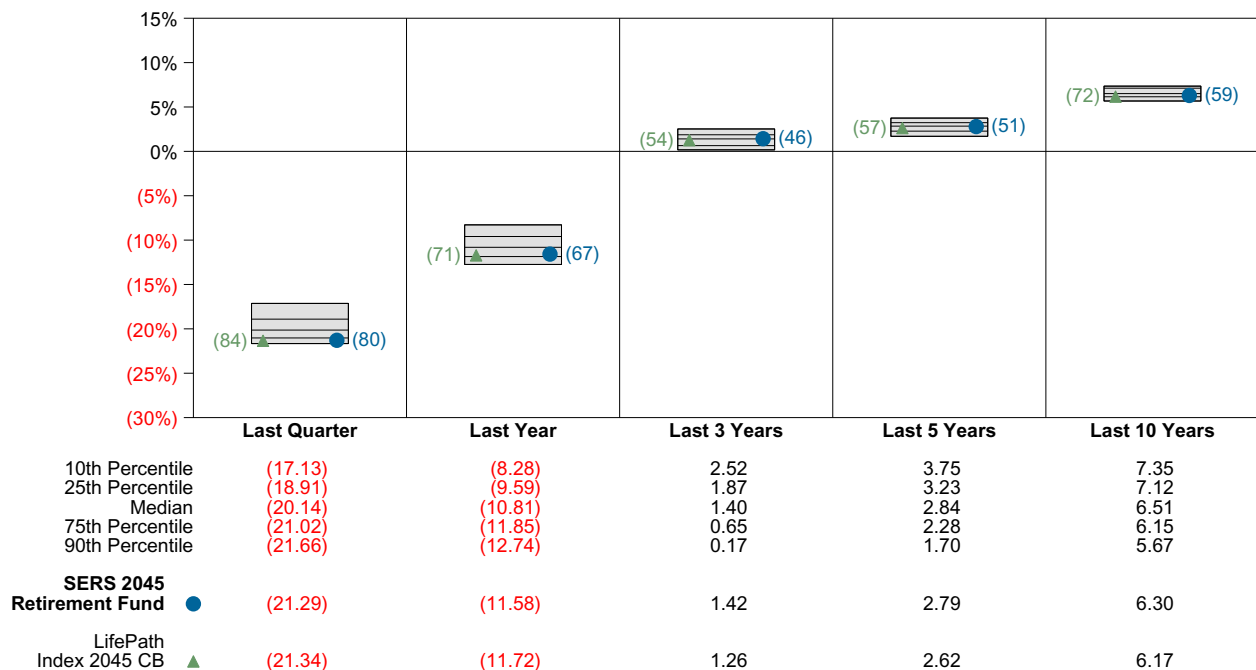 15%
10%
5%
0%
(5%)
(10%)
(15%)
(20%)
(25%)
(30%)
(84) (80)
(71) (67)
(54) (46)
(57) (51)
(72) (59)
Last Quarter Last Year Last 3 Years Last 5 Years Last 10 Years
10th Percentile (17.13) (8.28) 2.52 3.75 7.35
25th Percentile (18.91) (9.59) 1.87 3.23 7.12
Median (20.14) (10.81) 1.40 2.84 6.51
75th Percentile (21.02) (11.85) 0.65 2.28 6.15
90th Percentile (21.66) (12.74) 0.17 1.70 5.67
SERS 2045
Retirement Fund (21.29) (11.58) 1.42 2.79 6.30
LifePath
Index 2045 CB (21.34) (11.72) 1.26 2.62 6.17